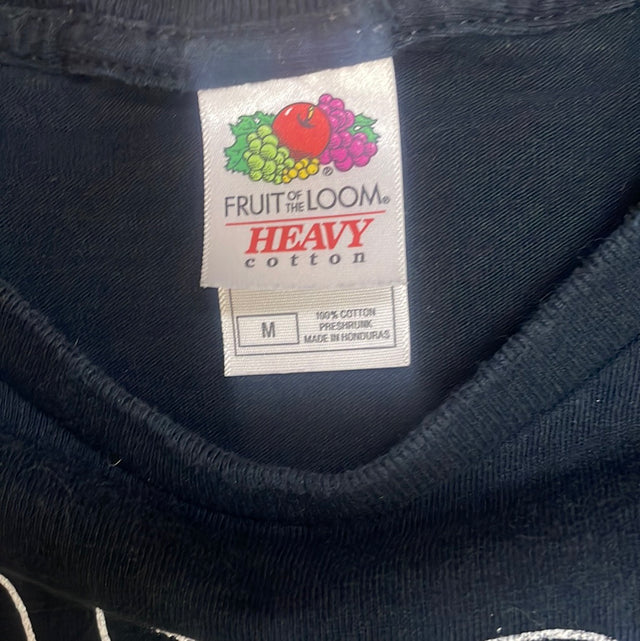 ®
FRUIT OF THE LOOM®
HEAVY
cotton
M
100% COTTON
PRESHRUNK
MADE IN HONDURAS